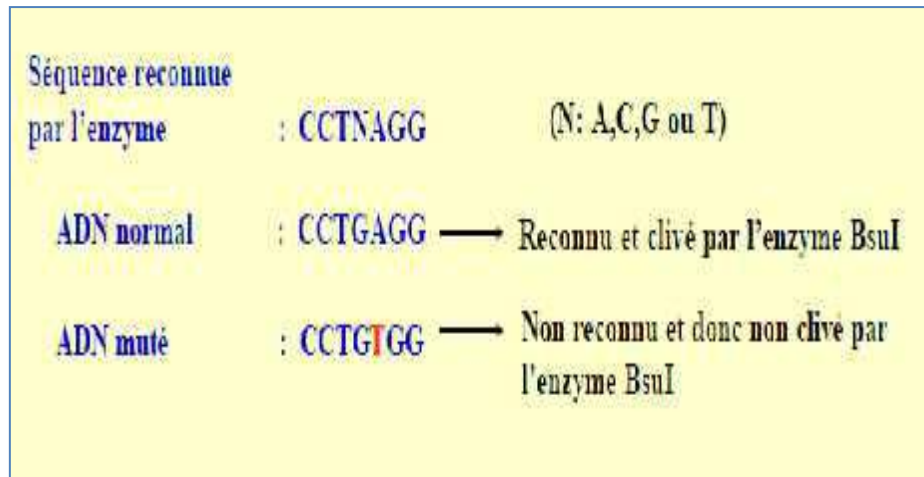 Séquence reconnue
par l'enzyme : CCTNAGG (N: A,C,G ou T)
ADN normal : CCTGAGG → Reconnu et clivé par l'enzyme BsuI
ADN muté : CCTGTGG → Non reconnu et donc non clivé par
l'enzyme BsuI